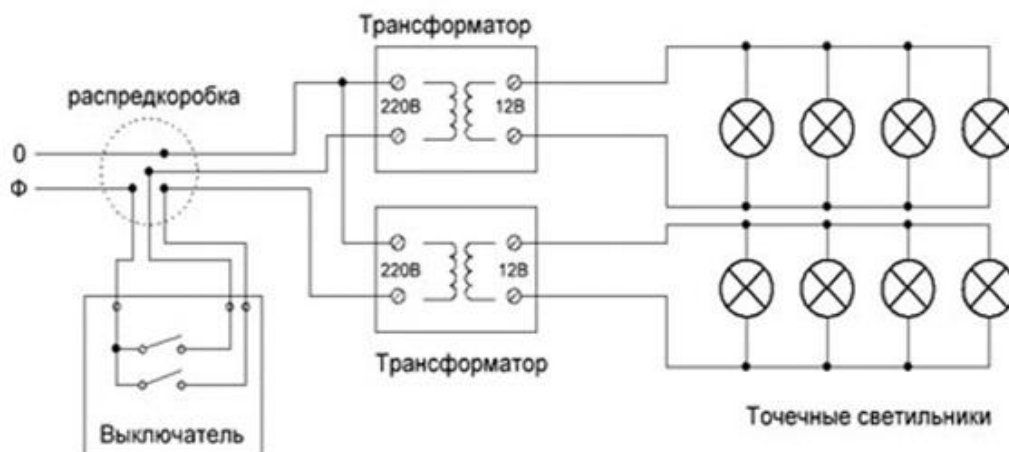 Трансформатор
распредкоробка
220В 12В
0
Ф
220В 12В
Трансформатор
Точечные светильники
Выключатель